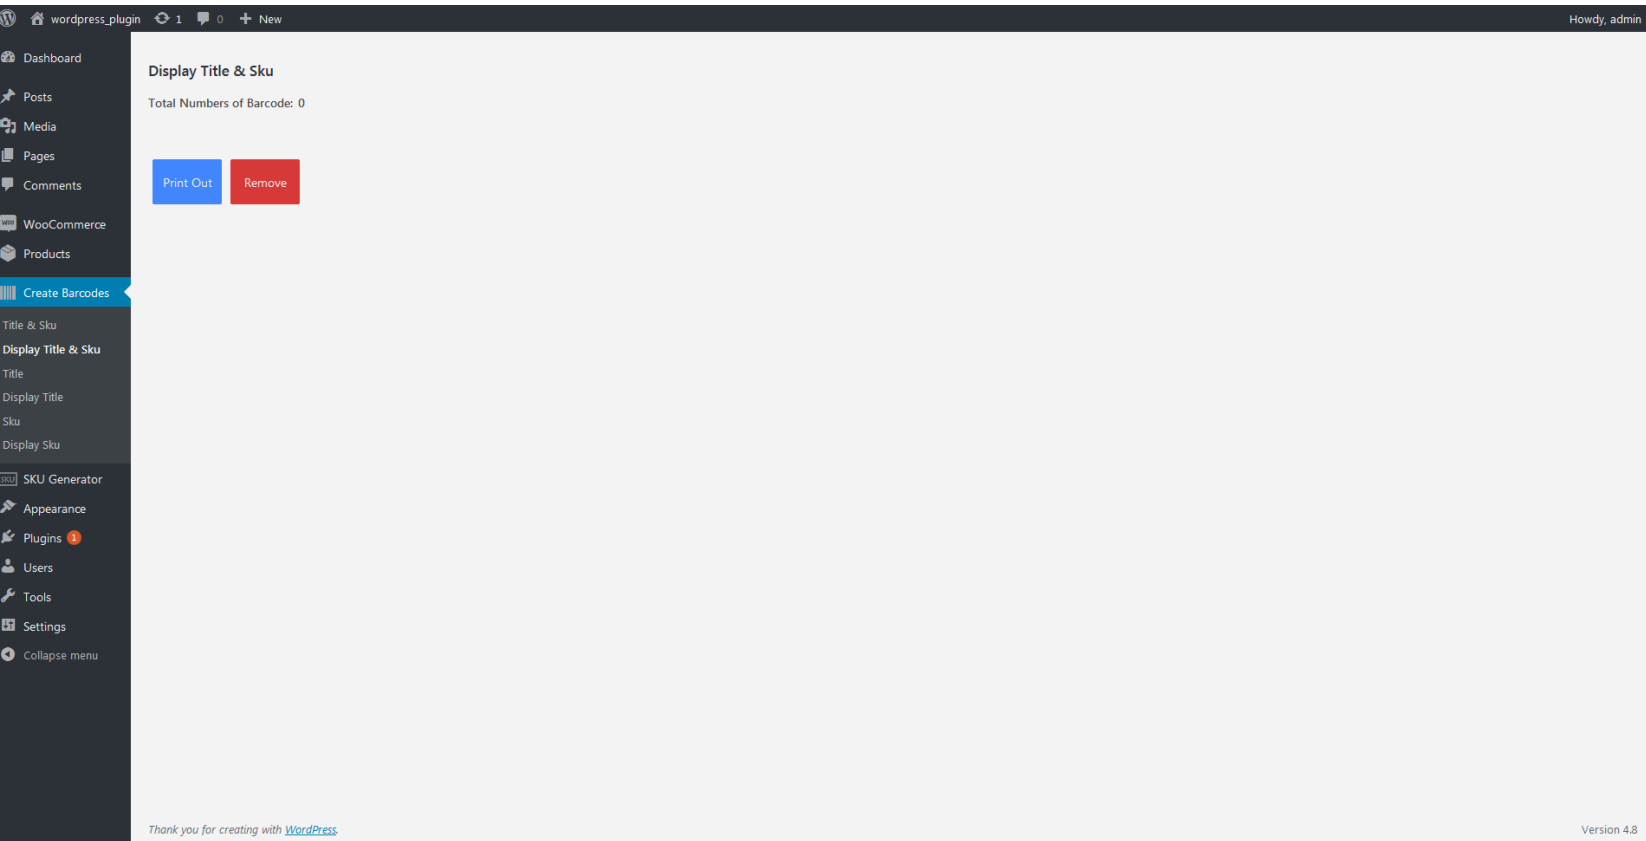 wordpress_plugin 1 0 + New Howdy, admin
Dashboard
Posts
Media
Pages
Comments
WOO WooCommerce
Products
Create Barcodes
Title & Sku
Display Title & Sku
Title
Display Title
Sku
Display Sku
SKU SKU Generator
Appearance
Plugins 1
Users
Tools
Settings
Collapse menu
Display Title & Sku
Total Numbers of Barcode: 0
Print Out Remove
Thank you for creating with WordPress.
Version 4.8